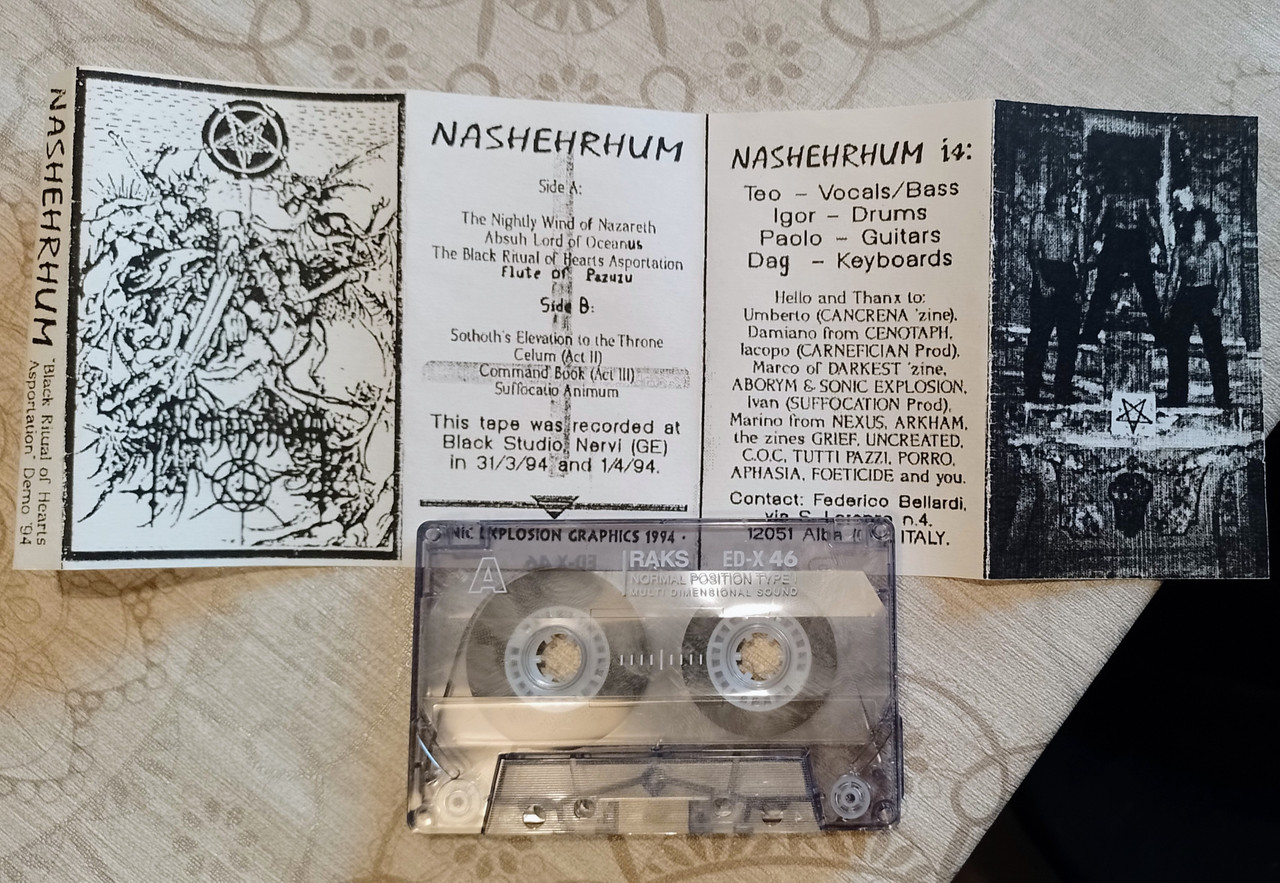 NASHEHRHUM
"Black Ritual of Hearts
Asportation" Demo '94
NASHEHRHUM
Side A:
The Nightly Wind of Nazareth
Absuh Lord of Oceanus
The Black Ritual of Hearts Asportation
Flute of Pazuzu
Side B:
Sothoth's Elevation to the Throne
Celum (Act II)
Command Book (Act III)
Suffocatio Animum
This tape was recorded at
Black Studio, Nervi (GE)
in 31/3/94 and 1/4/94.
EXPLOSION GRAPHICS 1994 ·
NASHEHRHUM is:
Teo - Vocals/Bass
Igor - Drums
Paolo - Guitars
Dag - Keyboards
Hello and Thanx to:
Umberto (CANCRENA 'zine),
Damiano from CENOTAPH,
Iacopo (CARNEFICIAN Prod),
Marco of DARKEST 'zine,
ABORYM & SONIC EXPLOSION,
Ivan (SUFFOCATION Prod),
Marino from NEXUS, ARKHAM,
the zines GRIEF, UNCREATED,
C.O.C, TUTTI PAZZI, PORRO,
APHASIA, FOETICIDE and you.
Contact: Federico Bellardi,
via S. n.4.
12051 Alba ITALY.
A
RAKS ED-X 46
NORMAL POSITION TYPE I
MULTI DIMENSIONAL SOUND